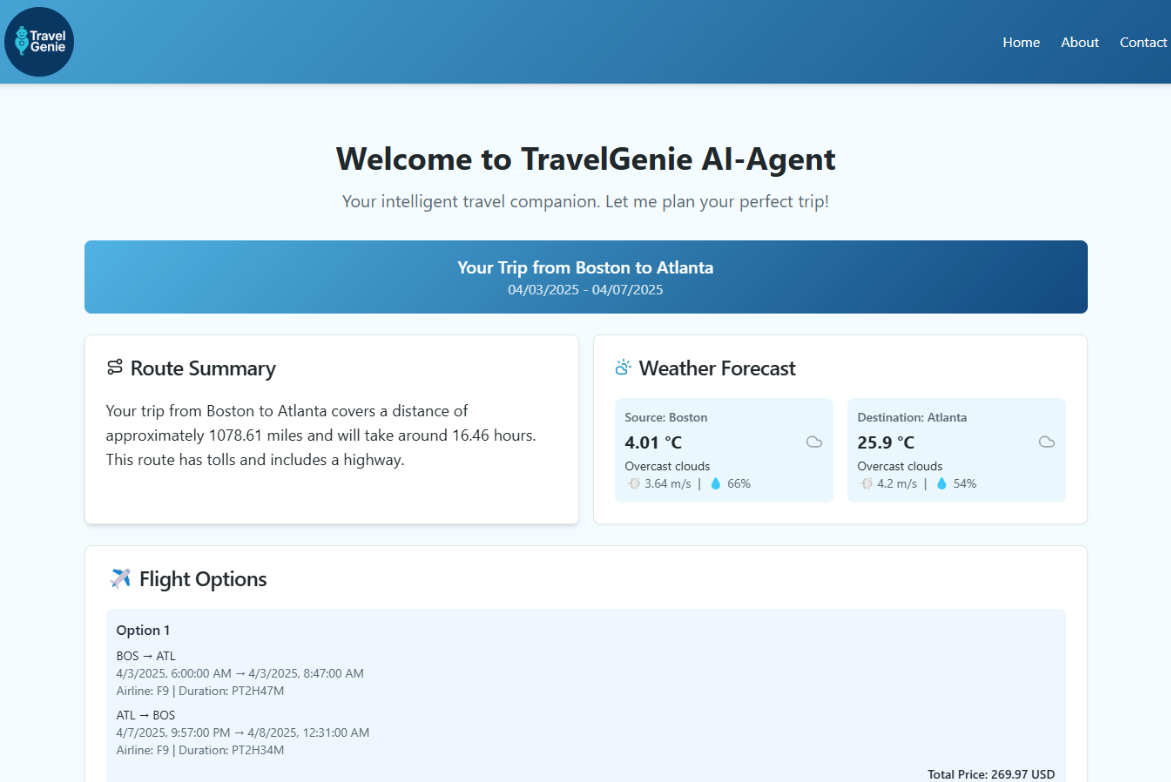 Travel
Genie
Home About Contact
Welcome to TravelGenie AI-Agent
Your intelligent travel companion. Let me plan your perfect trip!
Your Trip from Boston to Atlanta
04/03/2025 - 04/07/2025
Route Summary
Your trip from Boston to Atlanta covers a distance of
approximately 1078.61 miles and will take around 16.46 hours.
This route has tolls and includes a highway.
Weather Forecast
Source: Boston
4.01 °C
Overcast clouds
3.64 m/s | 66%
Destination: Atlanta
25.9 °C
Overcast clouds
4.2 m/s | 54%
Flight Options
Option 1
BOS → ATL
4/3/2025, 6:00:00 AM → 4/3/2025, 8:47:00 AM
Airline: F9 | Duration: PT2H47M
ATL → BOS
4/7/2025, 9:57:00 PM → 4/8/2025, 12:31:00 AM
Airline: F9 | Duration: PT2H34M
Total Price: 269.97 USD